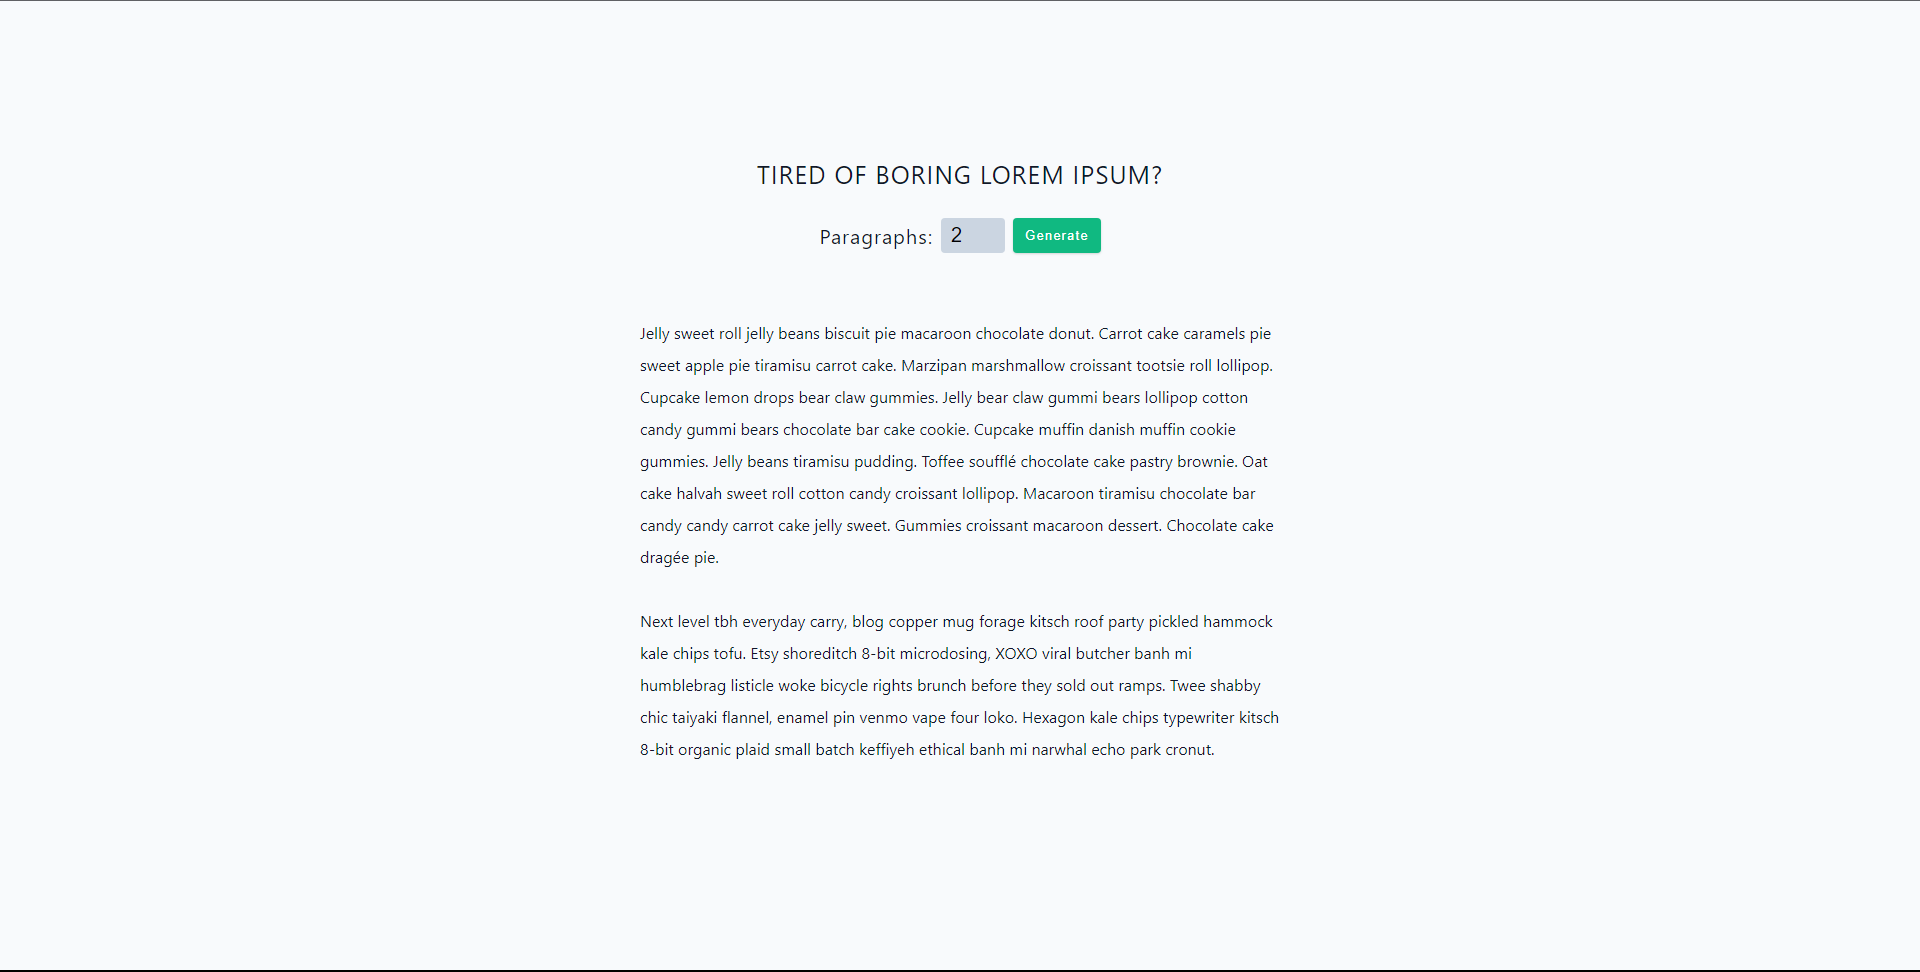 TIRED OF BORING LOREM IPSUM?
Paragraphs: 2 Generate
Jelly sweet roll jelly beans biscuit pie macaroon chocolate donut. Carrot cake caramels pie
sweet apple pie tiramisu carrot cake. Marzipan marshmallow croissant tootsie roll lollipop.
Cupcake lemon drops bear claw gummies. Jelly bear claw gummi bears lollipop cotton
candy gummi bears chocolate bar cake cookie. Cupcake muffin danish muffin cookie
gummies. Jelly beans tiramisu pudding. Toffee soufflé chocolate cake pastry brownie. Oat
cake halvah sweet roll cotton candy croissant lollipop. Macaroon tiramisu chocolate bar
candy candy carrot cake jelly sweet. Gummies croissant macaroon dessert. Chocolate cake
dragée pie.
Next level tbh everyday carry, blog copper mug forage kitsch roof party pickled hammock
kale chips tofu. Etsy shoreditch 8-bit microdosing, XOXO viral butcher banh mi
humblebrag listicle woke bicycle rights brunch before they sold out ramps. Twee shabby
chic taiyaki flannel, enamel pin venmo vape four loko. Hexagon kale chips typewriter kitsch
8-bit organic plaid small batch keffiyeh ethical banh mi narwhal echo park cronut.